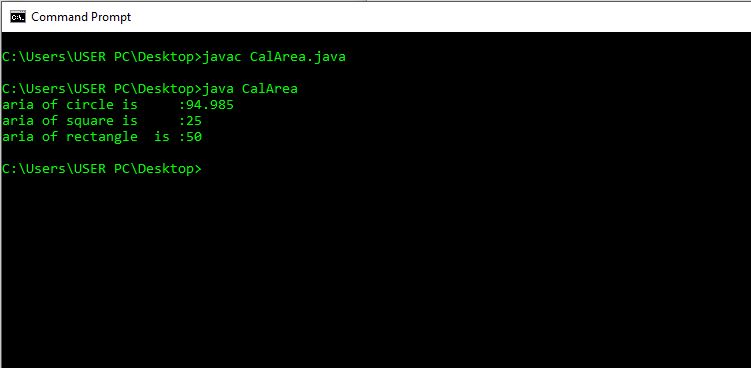 Command Prompt
C:\Users\USER PC\Desktop>javac CalArea.java
C:\Users\USER PC\Desktop>java CalArea
aria of circle is     :94.985
aria of square is     :25
aria of rectangle  is :50
C:\Users\USER PC\Desktop>